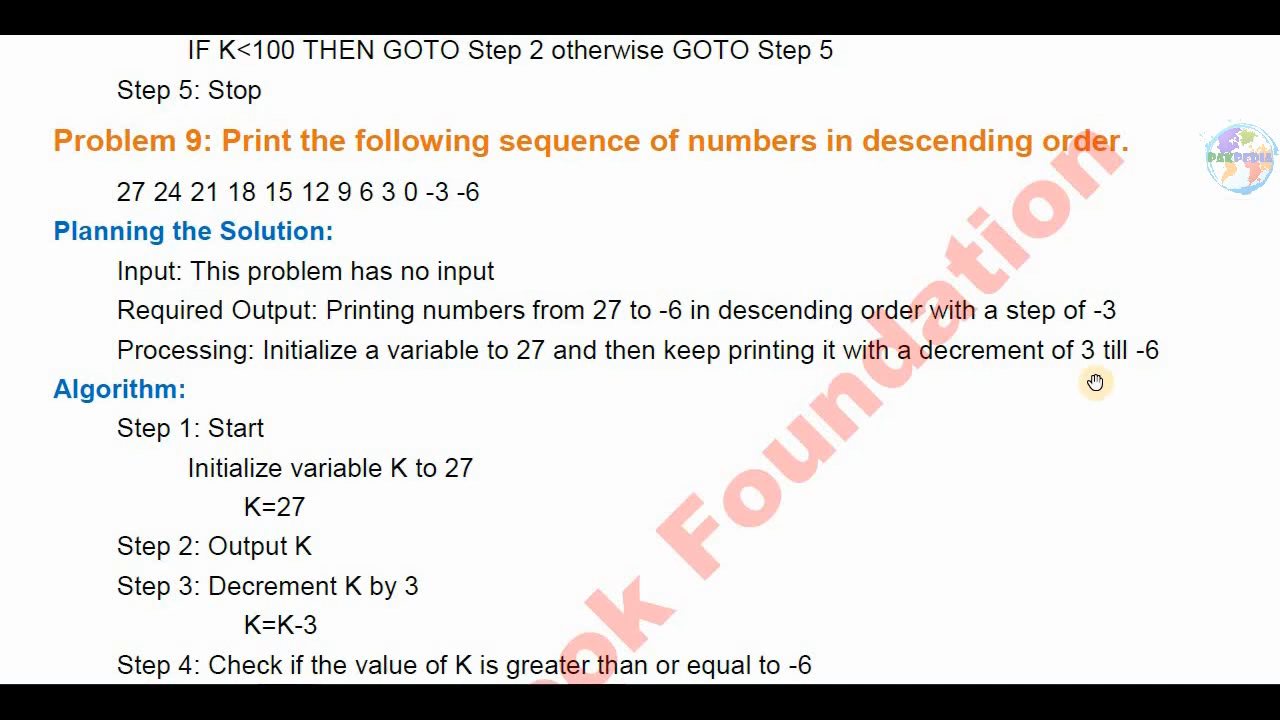 IF K<100 THEN GOTO Step 2 otherwise GOTO Step 5
Step 5: Stop
Problem 9: Print the following sequence of numbers in descending order.
PAKPEDIA
27 24 21 18 15 12 9 6 3 0 -3 -6
Planning the Solution:
Input: This problem has no input
Required Output: Printing numbers from 27 to -6 in descending order with a step of -3
Processing: Initialize a variable to 27 and then keep printing it with a decrement of 3 till -6
Algorithm:
Step 1: Start
Initialize variable K to 27
K=27
Step 2: Output K
Step 3: Decrement K by 3
K=K-3
Step 4: Check if the value of K is greater than or equal to -6
ook Foundation